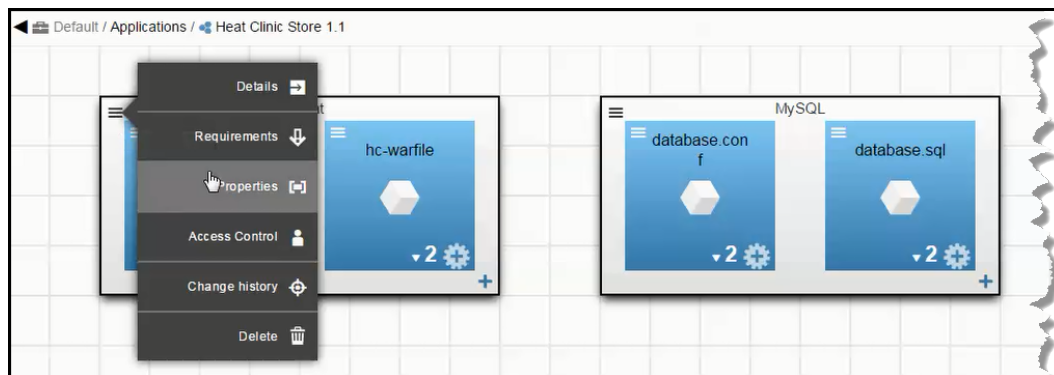 Default / Applications / Heat Clinic Store 1.1
Details
Requirements
Properties
Access Control
Change history
Delete
hc-warfile
2
MySQL
database.con
f
2
database.sql
2